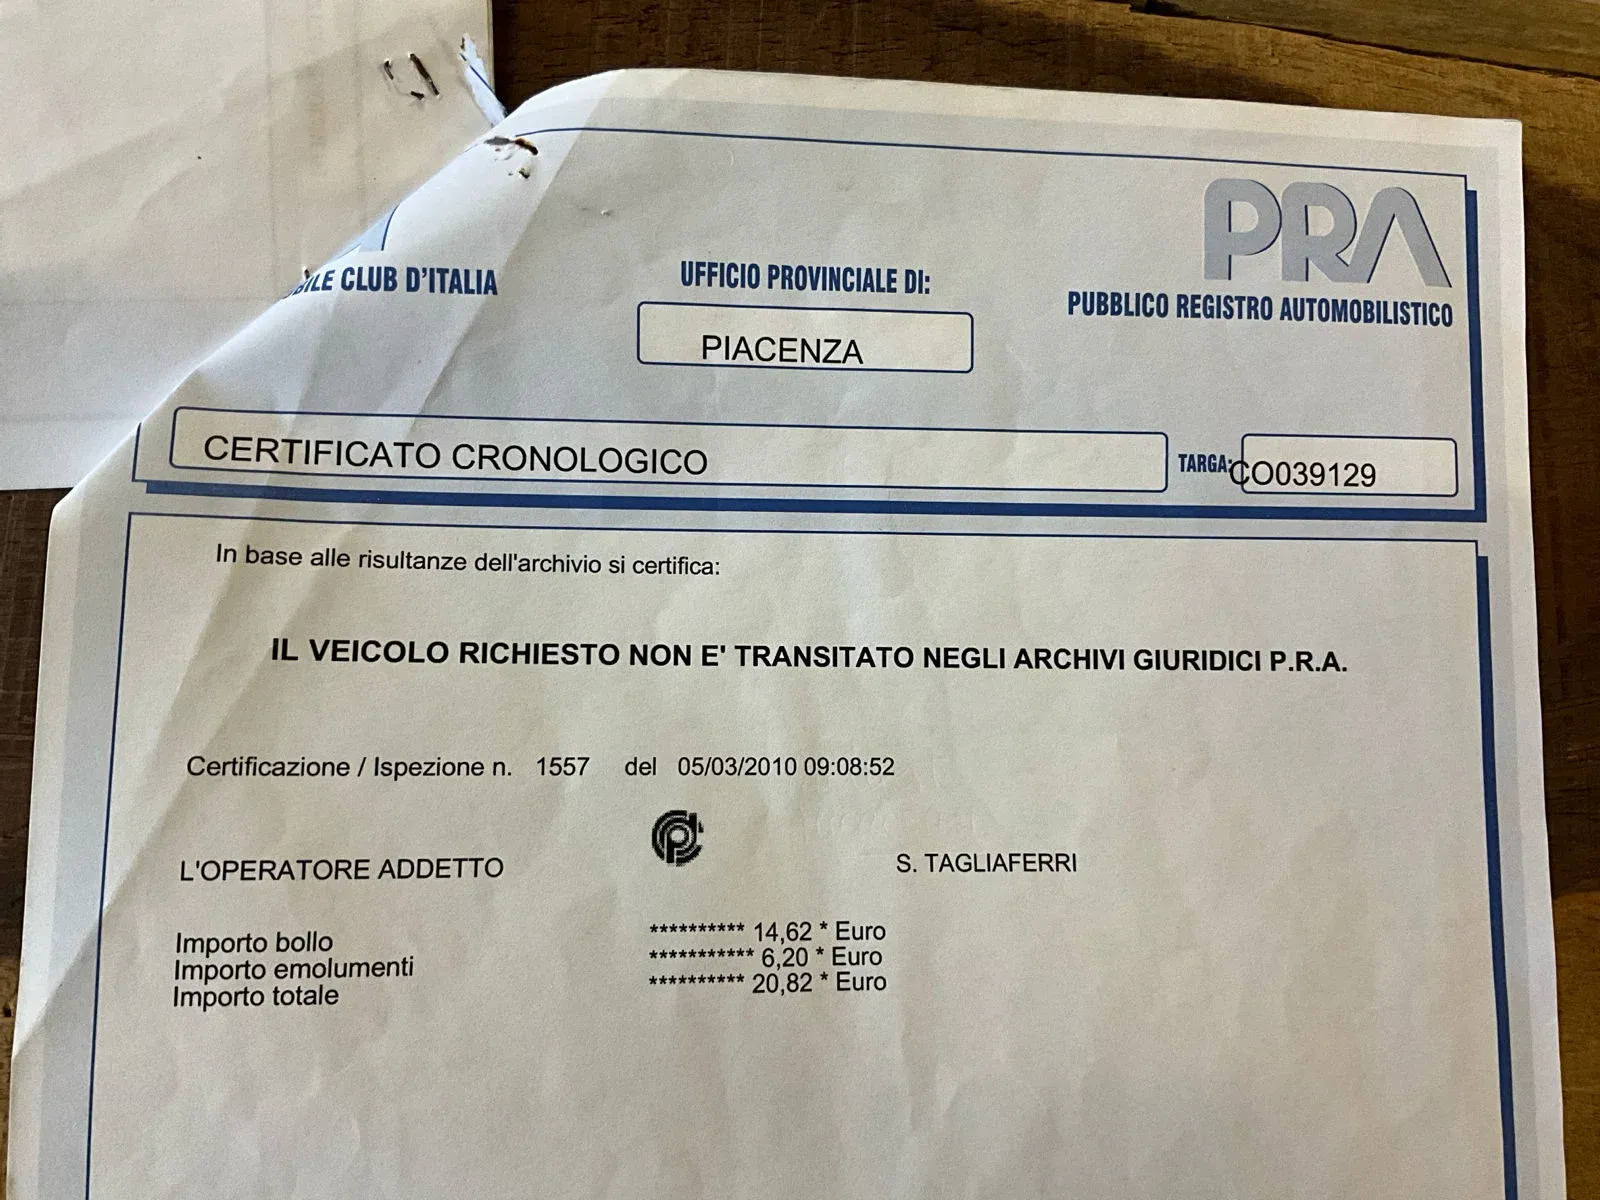 PRA
CLUB D'ITALIA
UFFICIO PROVINCIALE DI:
PUBBLICO REGISTRO AUTOMOBILISTICO
PIACENZA
CERTIFICATO CRONOLOGICO
TARGA: CO039129
In base alle risultanze dell'archivio si certifica:
IL VEICOLO RICHIESTO NON E' TRANSITATO NEGLI ARCHIVI GIURIDICI P.R.A.
Certificazione / Ispezione n. 1557 del 05/03/2010 09:08:52
L'OPERATORE ADDETTO S. TAGLIAFERRI
Importo bollo ********** 14,62 * Euro
Importo emolumenti *********** 6,20 * Euro
Importo totale ********** 20,82 * Euro